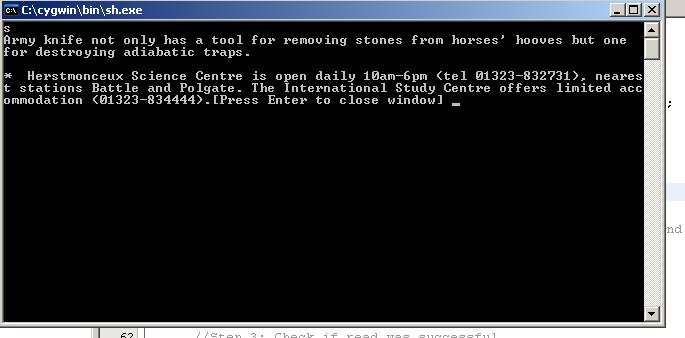 C:\cygwin\bin\sh.exe
s
Army knife not only has a tool for removing stones from horses' hooves but one
for destroying adiabatic traps.
*  Herstmonceux Science Centre is open daily 10am-6pm (tel 01323-832731), neares
t stations Battle and Polgate. The International Study Centre offers limited acc
ommodation (01323-834444).[Press Enter to close window] _
;
nd
62 //Step 3: Check if read was successful